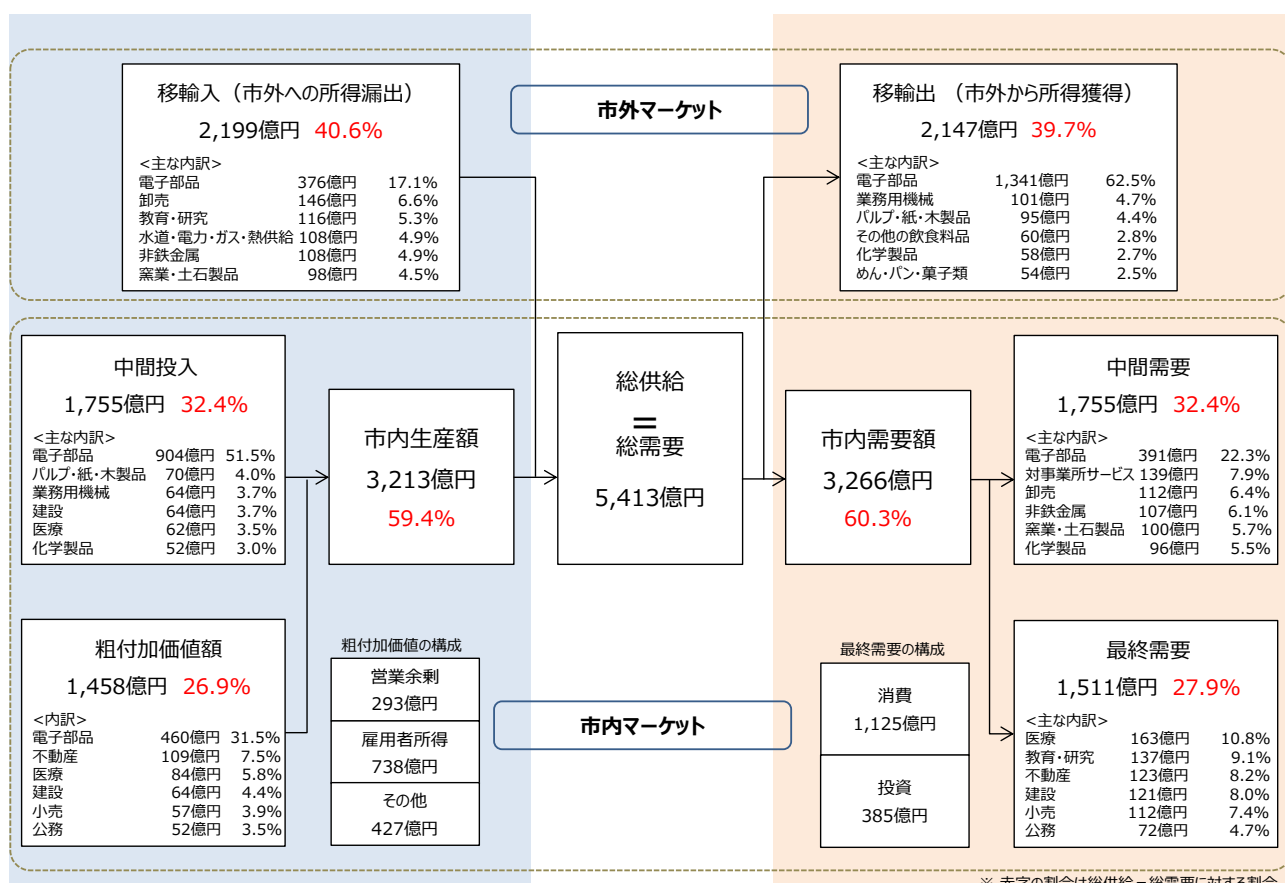 移輸入（市外への所得漏出）
2,199億円 40.6%
<主な内訳>
電子部品 376億円 17.1%
卸売 146億円 6.6%
教育・研究 116億円 5.3%
水道・電力・ガス・熱供給 108億円 4.9%
非鉄金属 108億円 4.9%
窯業・土石製品 98億円 4.5%
市外マーケット
移輸出 （市外から所得獲得）
2,147億円 39.7%
<主な内訳>
電子部品 1,341億円 62.5%
業務用機械 101億円 4.7%
パルプ・紙・木製品 95億円 4.4%
その他の飲食料品 60億円 2.8%
化学製品 58億円 2.7%
めん・パン・菓子類 54億円 2.5%
中間投入
1,755億円 32.4%
<主な内訳>
電子部品 904億円 51.5%
パルプ・紙・木製品 70億円 4.0%
業務用機械 64億円 3.7%
建設 64億円 3.7%
医療 62億円 3.5%
化学製品 52億円 3.0%
市内生産額
3,213億円
59.4%
総供給
＝
総需要
5,413億円
市内需要額
3,266億円
60.3%
中間需要
1,755億円 32.4%
<主な内訳>
電子部品 391億円 22.3%
対事業所サービス 139億円 7.9%
卸売 112億円 6.4%
非鉄金属 107億円 6.1%
窯業・土石製品 100億円 5.7%
化学製品 96億円 5.5%
粗付加価値額
1,458億円 26.9%
<内訳>
電子部品 460億円 31.5%
不動産 109億円 7.5%
医療 84億円 5.8%
建設 64億円 4.4%
小売 57億円 3.9%
公務 52億円 3.5%
粗付加価値の構成
営業余剰
293億円
雇用者所得
738億円
その他
427億円
市内マーケット
最終需要の構成
消費
1,125億円
投資
385億円
最終需要
1,511億円 27.9%
<主な内訳>
医療 163億円 10.8%
教育・研究 137億円 9.1%
不動産 123億円 8.2%
建設 121億円 8.0%
小売 112億円 7.4%
公務 72億円 4.7%
※ 赤字の割合は総供給＝総需要に対する割合